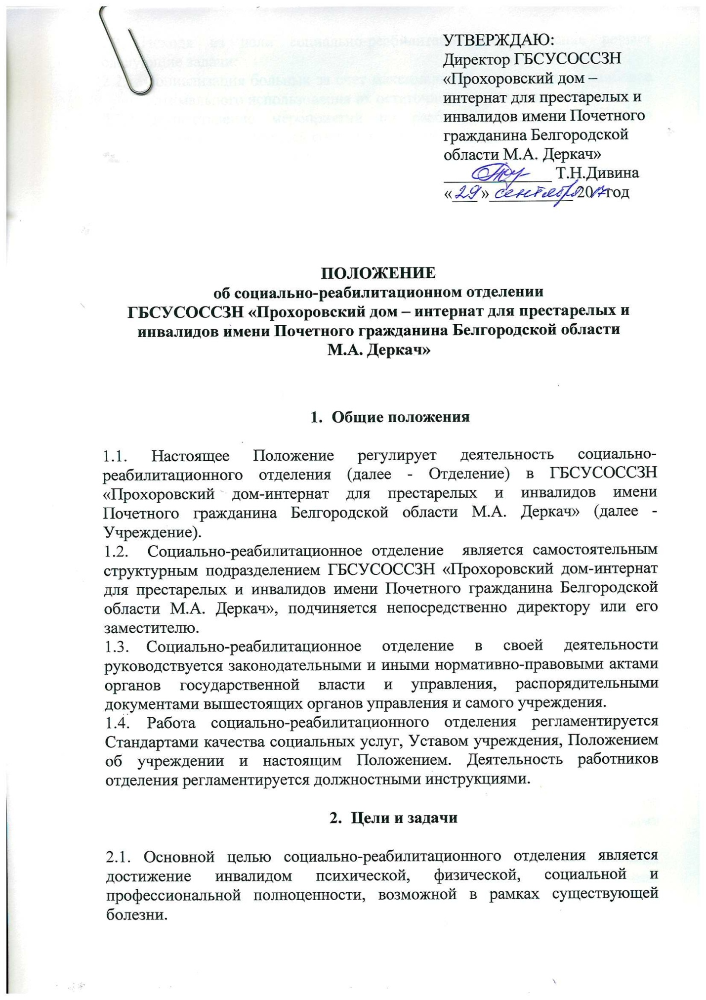 УТВЕРЖДАЮ:
Директор ГБСУСОССЗН
«Прохоровский дом –
интернат для престарелых и
инвалидов имени Почетного
гражданина Белгородской
области М.А. Деркач»
_____________ Т.Н.Дивина
«29» сентября 2017 год
ПОЛОЖЕНИЕ
об социально-реабилитационном отделении
ГБСУСОССЗН «Прохоровский дом – интернат для престарелых и
инвалидов имени Почетного гражданина Белгородской области
М.А. Деркач»
1. Общие положения
1.1. Настоящее Положение регулирует деятельность социально-
реабилитационного отделения (далее - Отделение) в ГБСУСОССЗН
«Прохоровский дом-интернат для престарелых и инвалидов имени
Почетного гражданина Белгородской области М.А. Деркач» (далее -
Учреждение).
1.2. Социально-реабилитационное отделение является самостоятельным
структурным подразделением ГБСУСОССЗН «Прохоровский дом-интернат
для престарелых и инвалидов имени Почетного гражданина Белгородской
области М.А. Деркач», подчиняется непосредственно директору или его
заместителю.
1.3. Социально-реабилитационное отделение в своей деятельности
руководствуется законодательными и иными нормативно-правовыми актами
органов государственной власти и управления, распорядительными
документами вышестоящих органов управления и самого учреждения.
1.4. Работа социально-реабилитационного отделения регламентируется
Стандартами качества социальных услуг, Уставом учреждения, Положением
об учреждении и настоящим Положением. Деятельность работников
отделения регламентируется должностными инструкциями.
2. Цели и задачи
2.1. Основной целью социально-реабилитационного отделения является
достижение инвалидом психической, физической, социальной и
профессиональной полноценности, возможной в рамках существующей
болезни.